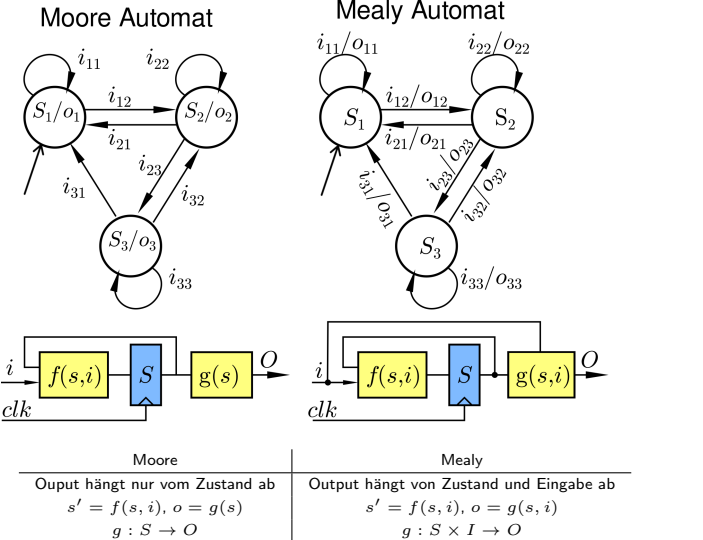 Moore Automat
i11 i22
S1/o1 i12 S2/o2
i21
i23
i31 i32
S3/o3
i33
i f(s,i) S g(s) O
clk
Mealy Automat
i11/o11 i22/o22
S1 i12/o12 S2
i21/o21
i23/o23
i31/o31 i32/o32
S3
i33/o33
i f(s,i) S g(s,i) O
clk
Moore Mealy
Ouput hängt nur vom Zustand ab Output hängt von Zustand und Eingabe ab
s′ = f(s, i), o = g(s) s′ = f(s, i), o = g(s, i)
g : S → O g : S × I → O